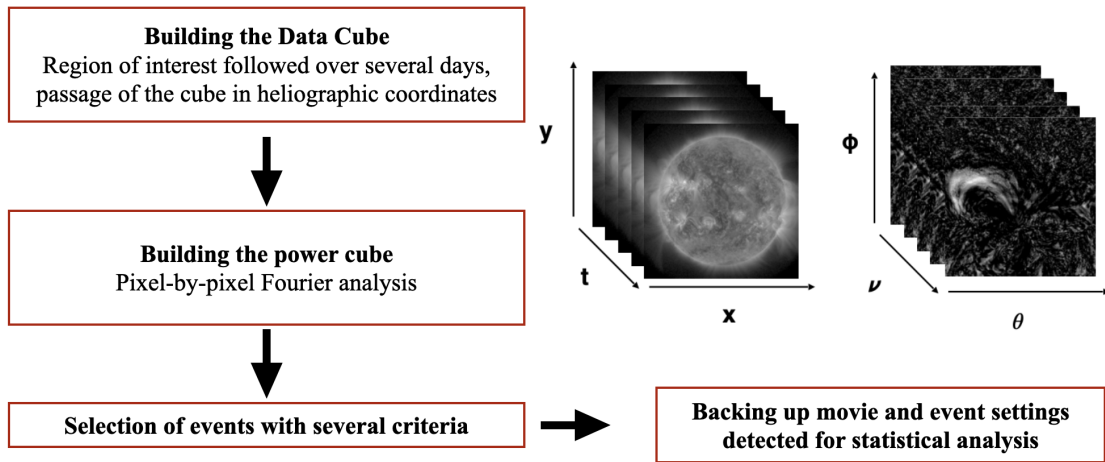 Building the Data Cube
Region of interest followed over several days,
passage of the cube in heliographic coordinates
Building the power cube
Pixel-by-pixel Fourier analysis
Selection of events with several criteria
Backing up movie and event settings
detected for statistical analysis
y
t
x
ϕ
ν
θ